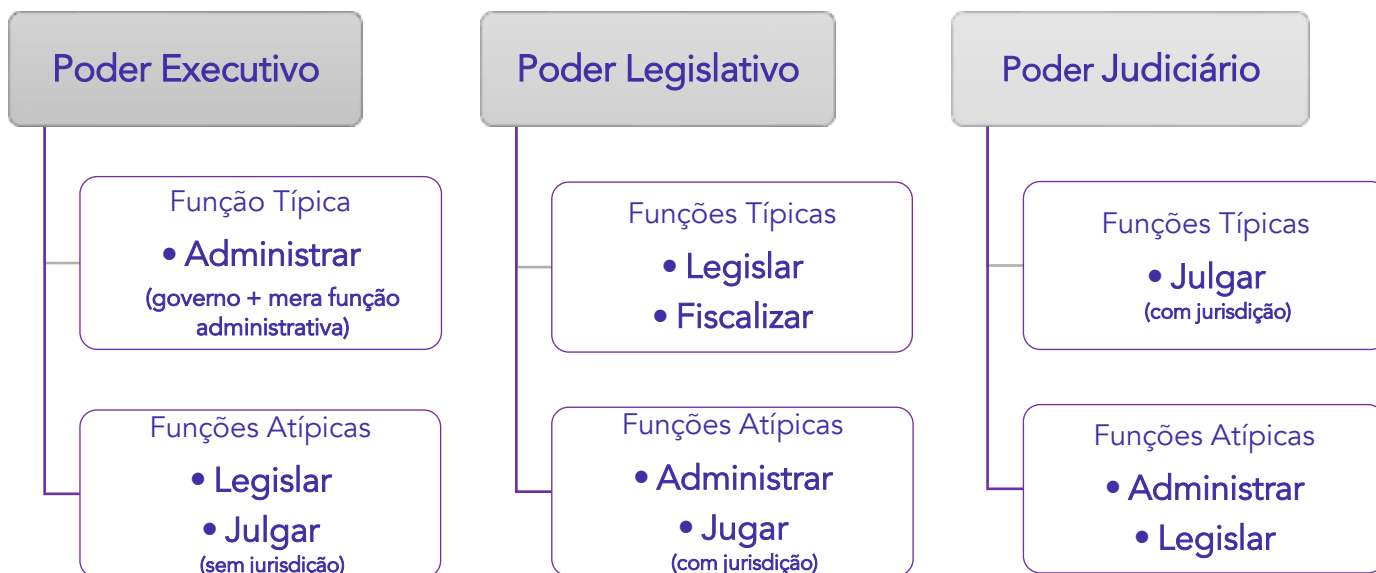 Poder Executivo
Função Típica
• Administrar
(governo + mera função
administrativa)
Funções Atípicas
• Legislar
• Julgar
(sem jurisdição)
Poder Legislativo
Funções Típicas
• Legislar
• Fiscalizar
Funções Atípicas
• Administrar
• Jugar
(com jurisdição)
Poder Judiciário
Funções Típicas
• Julgar
(com jurisdição)
Funções Atípicas
• Administrar
• Legislar